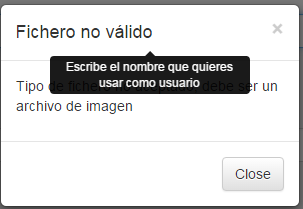 Fichero no válido
×
Escribe el nombre que quieres
usar como usuario
Tipo de debe ser un
archivo de imagen
Close